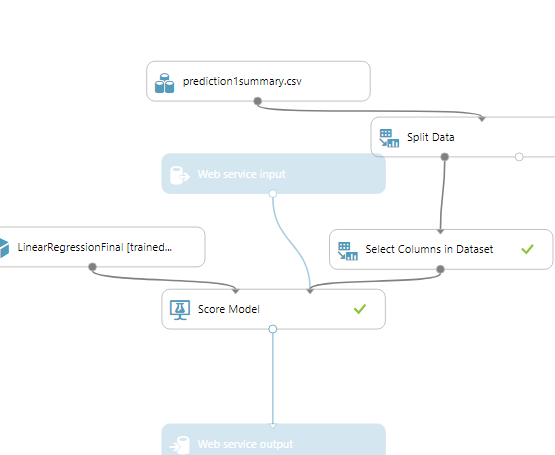 prediction1summary.csv
Split Data
Web service input
LinearRegressionFinal [trained...
Select Columns in Dataset
Score Model
Web service output